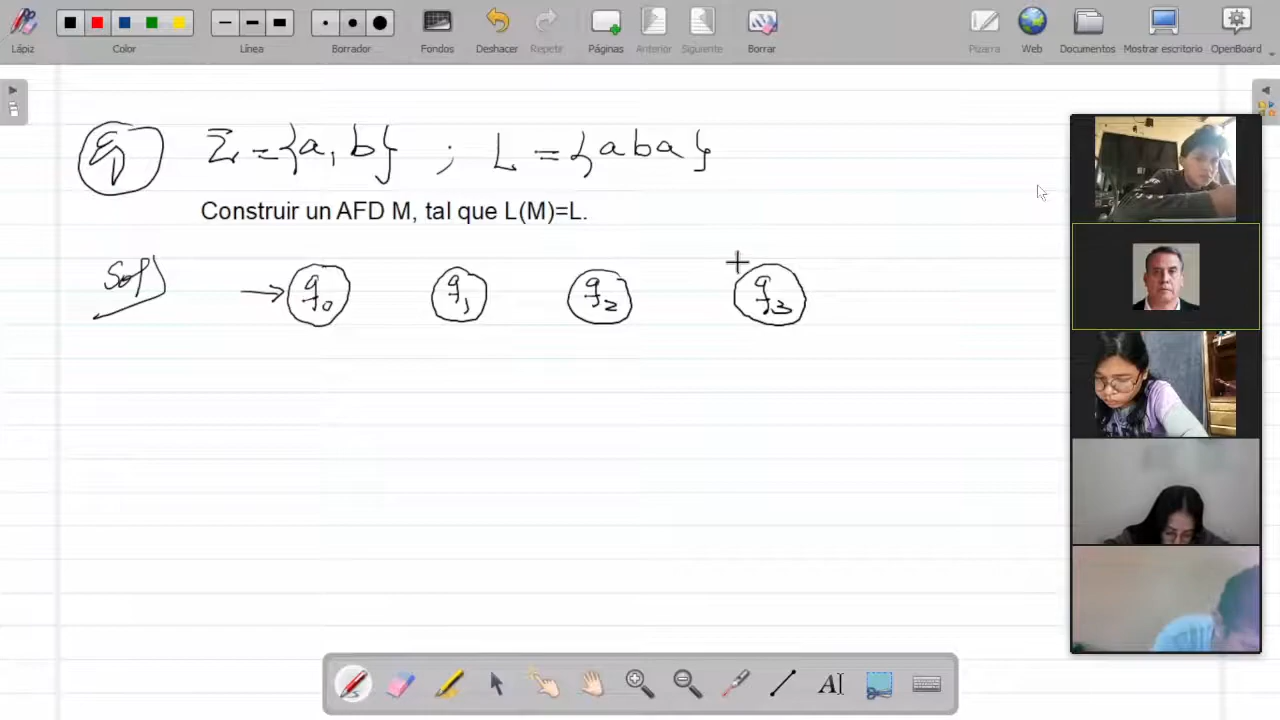 Lápiz Color Línea Borrador Fondos Deshacer Repetir Páginas Anterior Siguiente Borrar Pizarra Web Documentos Mostrar escritorio OpenBoard
Ej Σ = {a, b} ; L = {aba}
Construir un AFD M, tal que L(M)=L.
Sol → q0 q1 q2 q3
AI